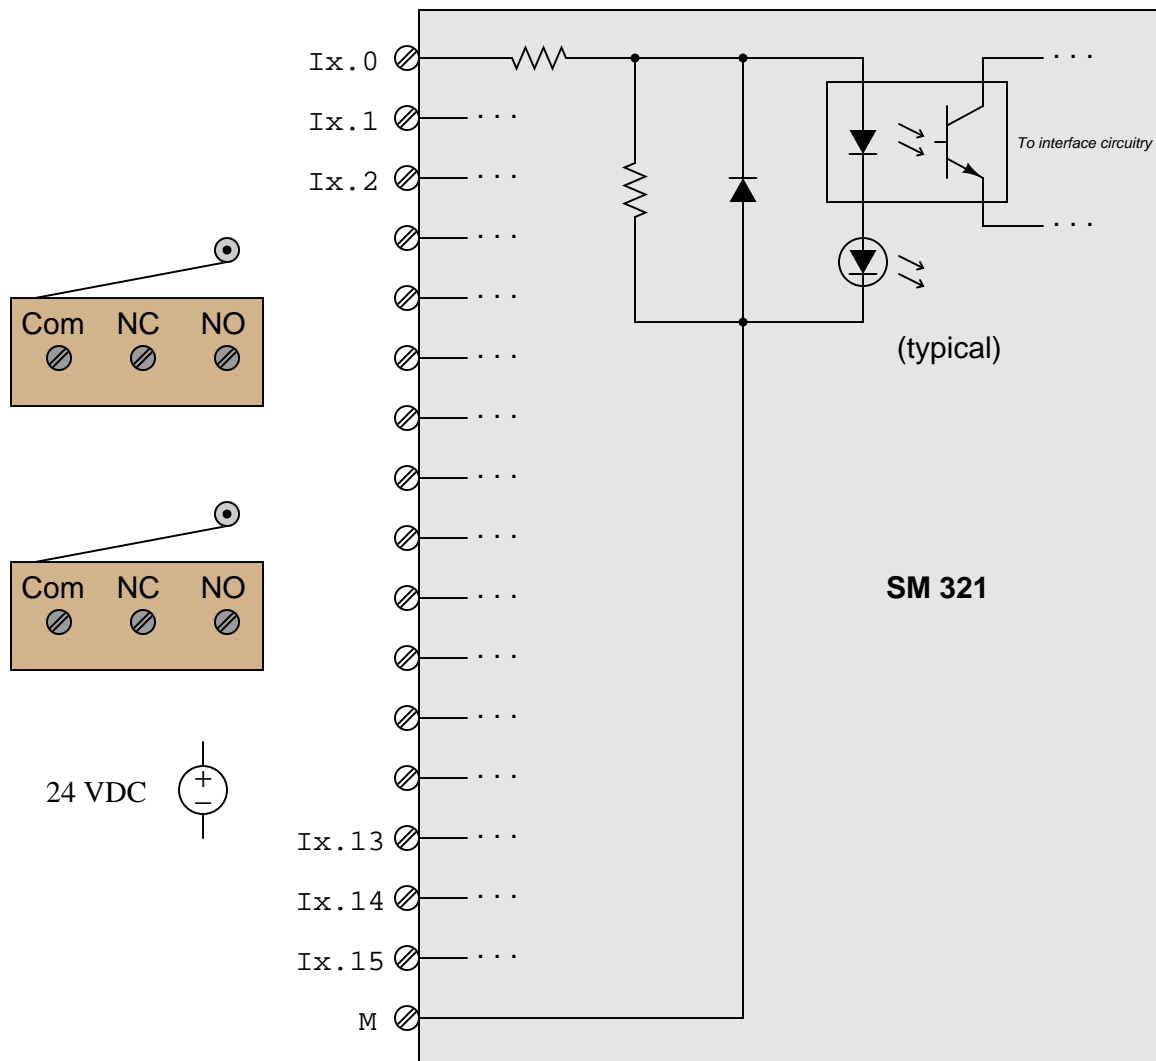 Ix.0
Ix.1
To interface circuitry
Ix.2
Com NC NO
(typical)
Com NC NO
SM 321
24 VDC
+
−
Ix.13
Ix.14
Ix.15
M